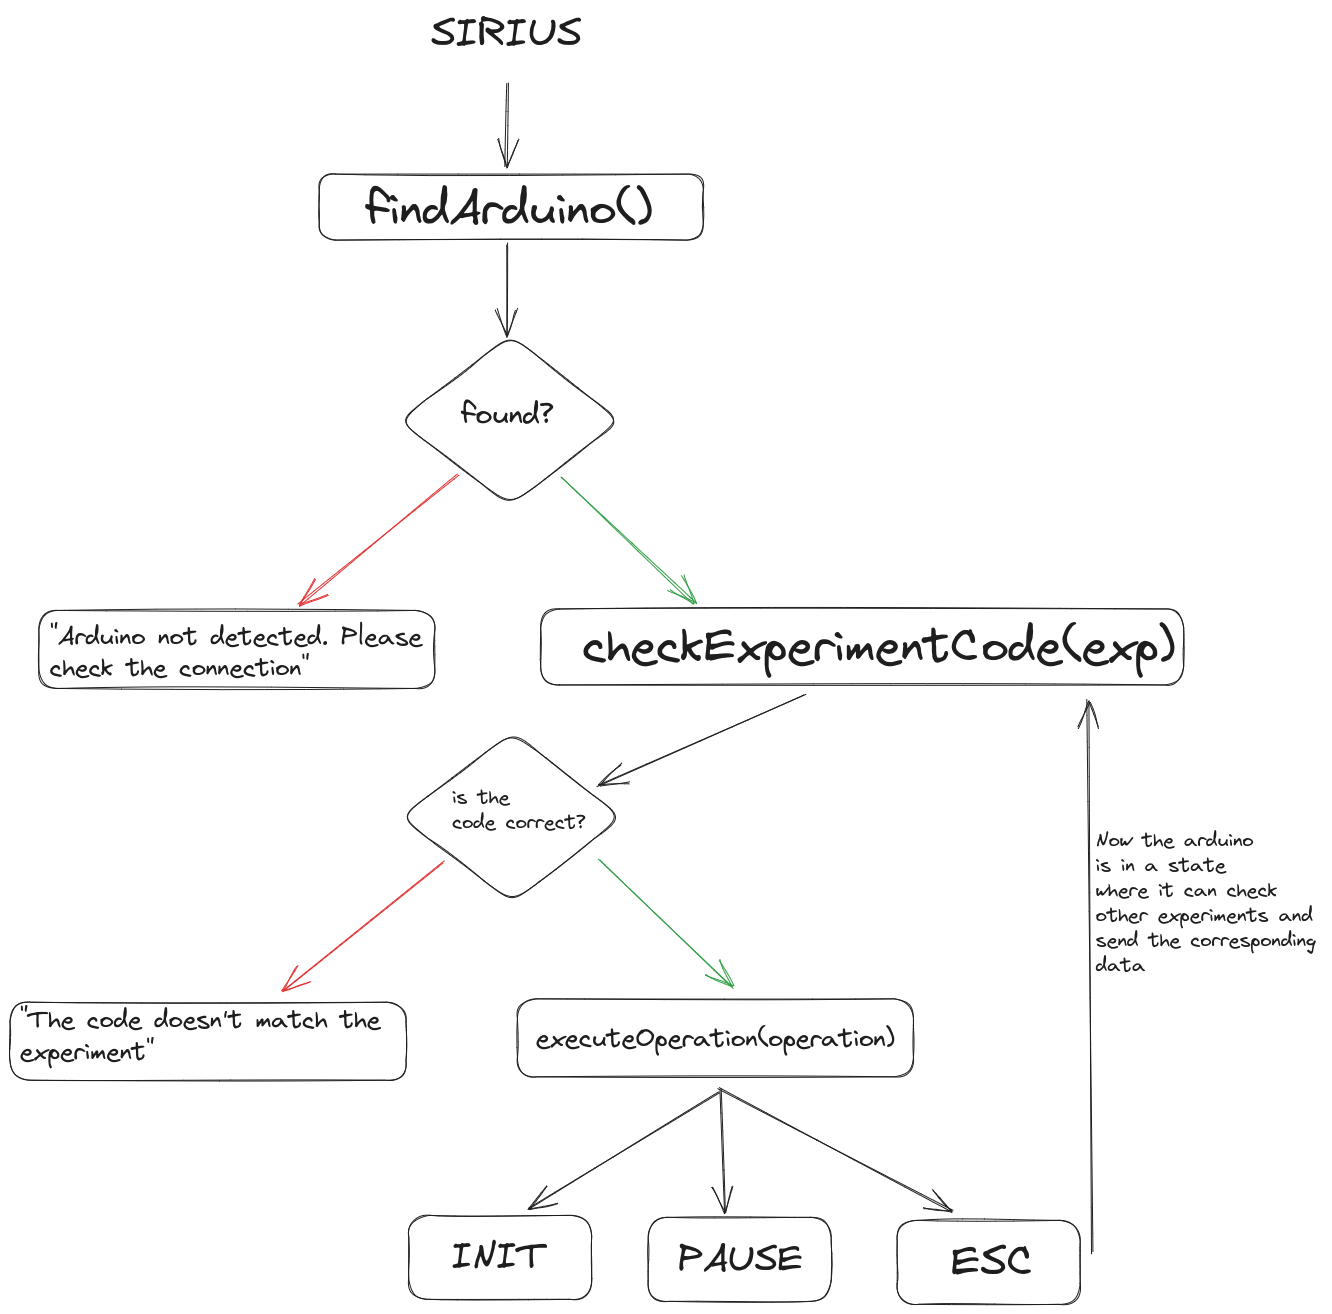 SIRIUS
findArduino()
found?
"Arduino not detected. Please
check the connection"
checkExperimentCode(exp)
is the
code correct?
Now the arduino
is in a state
where it can check
other experiments and
send the corresponding
data
"The code doesn't match the
experiment"
executeOperation(operation)
INIT
PAUSE
ESC